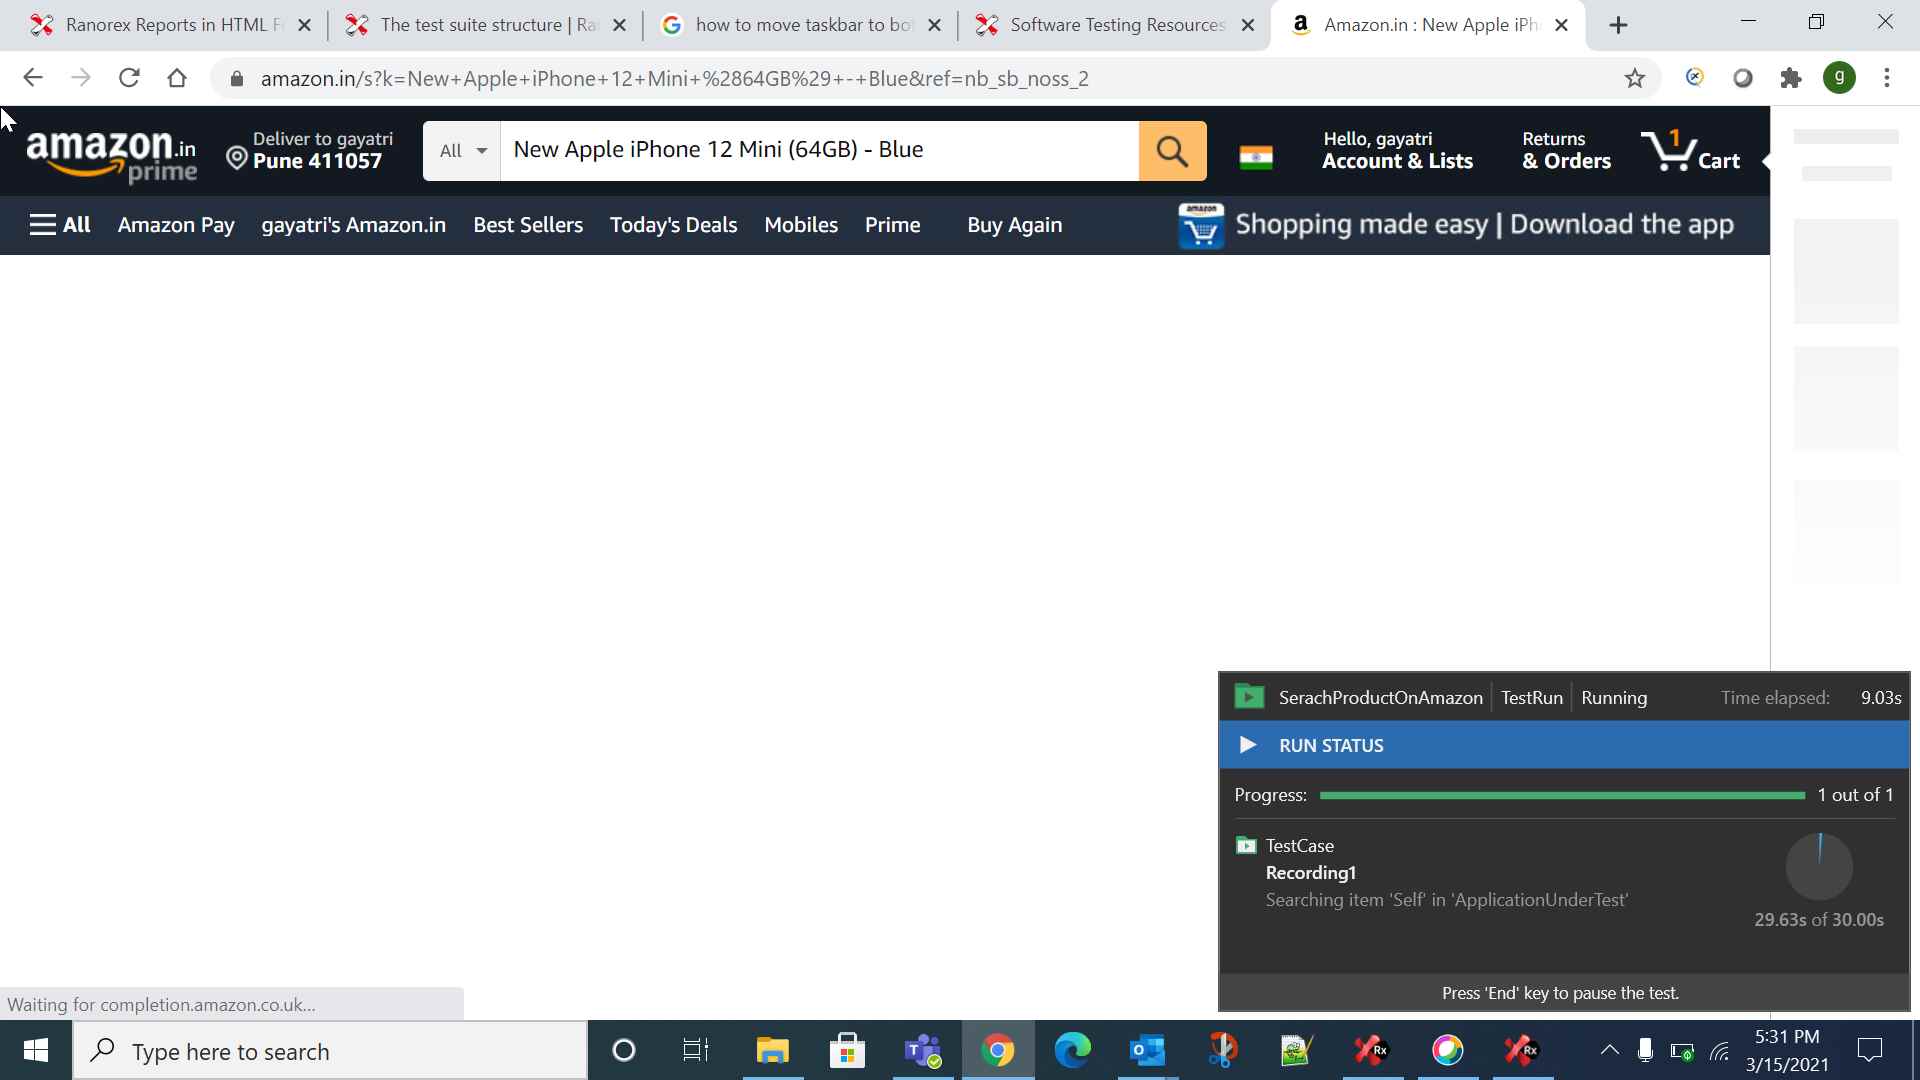 Ranorex Reports in HTML F
The test suite structure | Ra
how to move taskbar to bo
Software Testing Resources
Amazon.in : New Apple iPh
amazon.in/s?k=New+Apple+iPhone+12+Mini+%2864GB%29+-+Blue&ref=nb_sb_noss_2
g
amazon.in
prime
Deliver to gayatri
Pune 411057
All
New Apple iPhone 12 Mini (64GB) - Blue
Hello, gayatri
Account & Lists
Returns
& Orders
1
Cart
All
Amazon Pay
gayatri's Amazon.in
Best Sellers
Today's Deals
Mobiles
Prime
Buy Again
amazon
Shopping made easy | Download the app
SerachProductOnAmazon
TestRun
Running
Time elapsed:
9.03s
RUN STATUS
Progress:
1 out of 1
TestCase
Recording1
Searching item 'Self' in 'ApplicationUnderTest'
29.63s of 30.00s
Press 'End' key to pause the test.
Waiting for completion.amazon.co.uk...
Type here to search
5:31 PM
3/15/2021